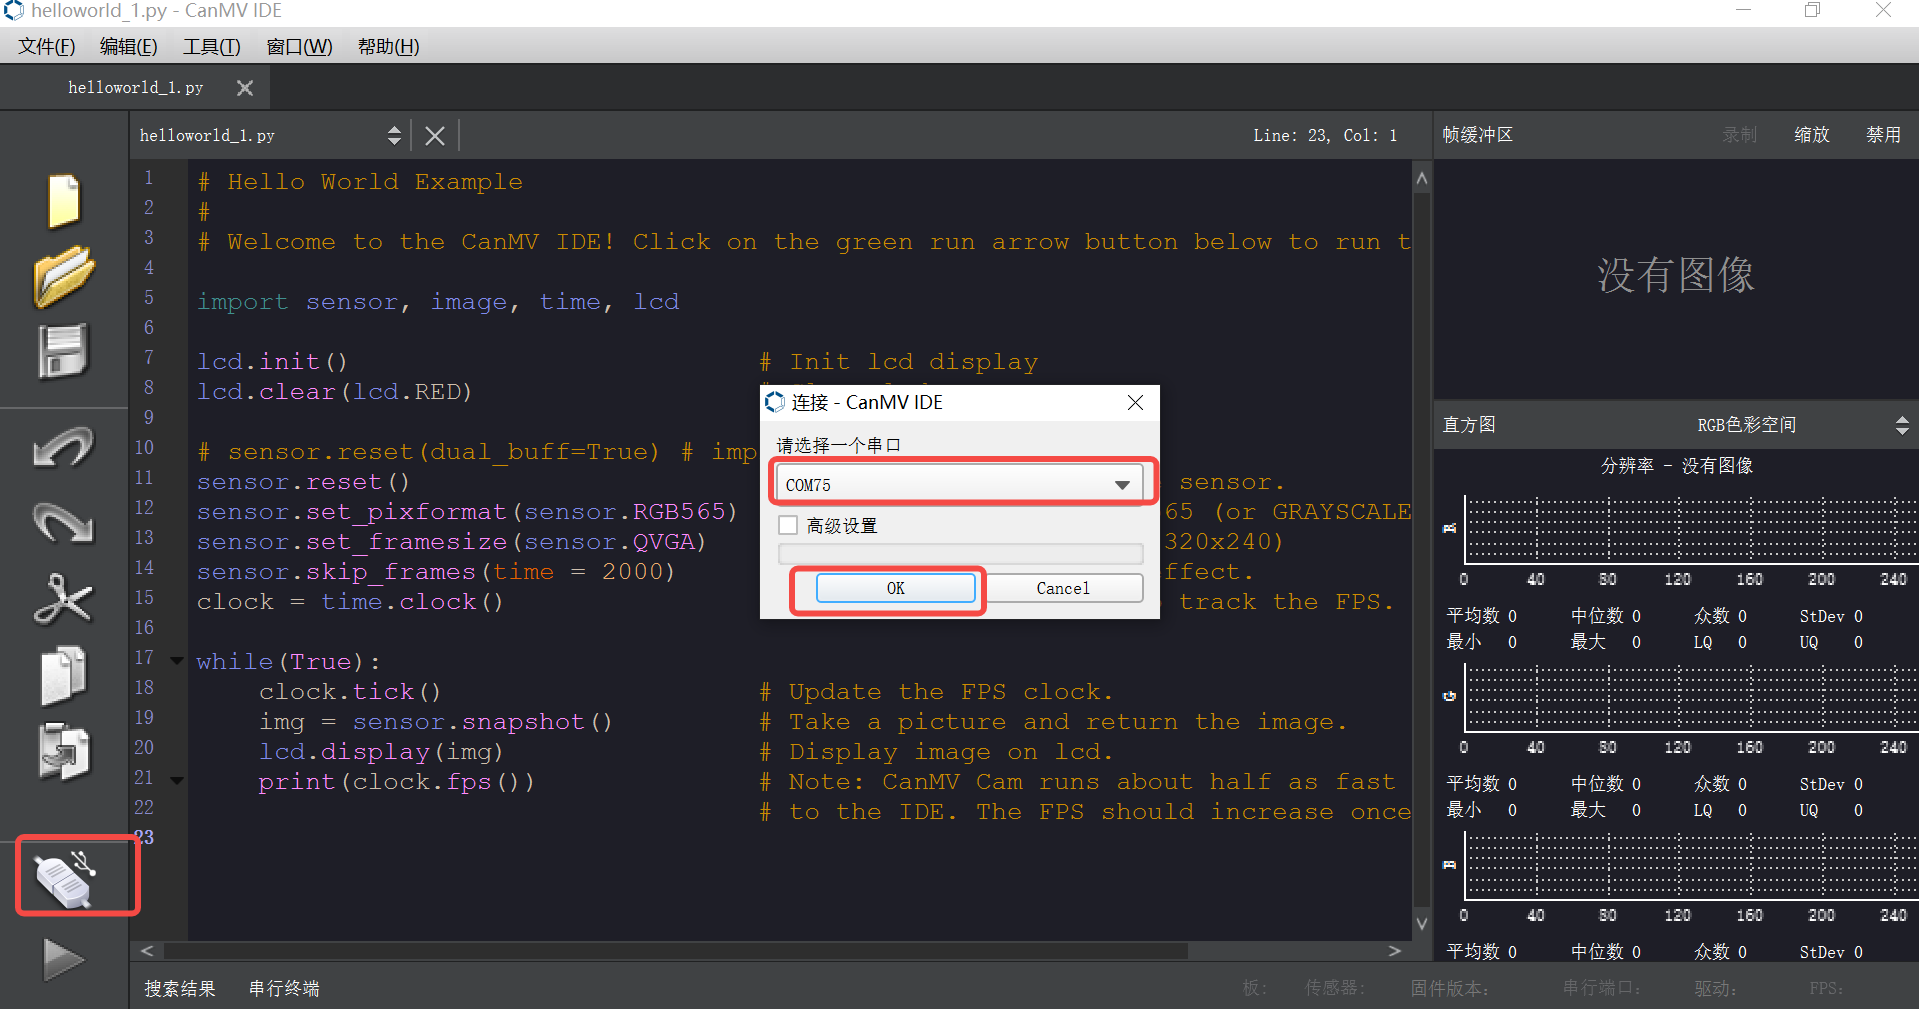 helloworld_1.py - CanMV IDE
文件(F) 编辑(E) 工具(T) 窗口(W) 帮助(H)
helloworld_1.py
helloworld_1.py Line: 23, Col: 1
1 # Hello World Example
2 #
3 # Welcome to the CanMV IDE! Click on the green run arrow button below to run t
4
5 import sensor, image, time, lcd
6
7 lcd.init() # Init lcd display
8 lcd.clear(lcd.RED)
9
10 # sensor.reset(dual_buff=True) # imp
11 sensor.reset() sensor.
12 sensor.set_pixformat(sensor.RGB565) 65 (or GRAYSCALE
13 sensor.set_framesize(sensor.QVGA) 320x240)
14 sensor.skip_frames(time = 2000) ffect.
15 clock = time.clock() track the FPS.
16
17 while(True):
18 clock.tick() # Update the FPS clock.
19 img = sensor.snapshot() # Take a picture and return the image.
20 lcd.display(img) # Display image on lcd.
21 print(clock.fps()) # Note: CanMV Cam runs about half as fast
22 # to the IDE. The FPS should increase once
23
连接 - CanMV IDE
请选择一个串口
COM75
高级设置
OK Cancel
帧缓冲区 录制 缩放 禁用
没有图像
直方图 RGB色彩空间
分辨率 - 没有图像
R
0 40 80 120 160 200 240
平均数 0 中位数 0 众数 0 StDev 0
最小 0 最大 0 LQ 0 UQ 0
G
0 40 80 120 160 200 240
平均数 0 中位数 0 众数 0 StDev 0
最小 0 最大 0 LQ 0 UQ 0
B
0 40 80 120 160 200 240
平均数 0 中位数 0 众数 0 StDev 0
搜索结果 串行终端 板: 传感器: 固件版本: 串行端口: 驱动: FPS: